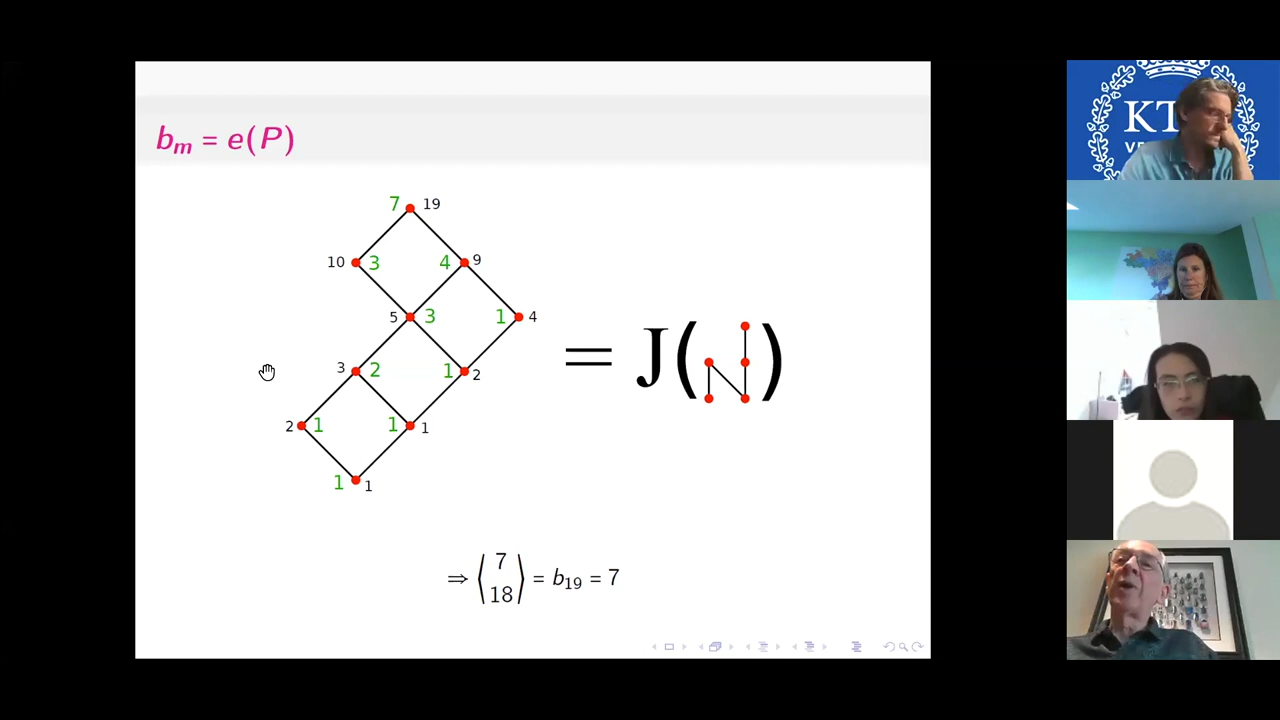 b_m = e(P)
7 19
10 3 4 9
5 3 1 4
3 2 1 2
2 1 1 1
1 1
= J( )
⇒ ⟨7 18⟩ = b₁₉ = 7
KT